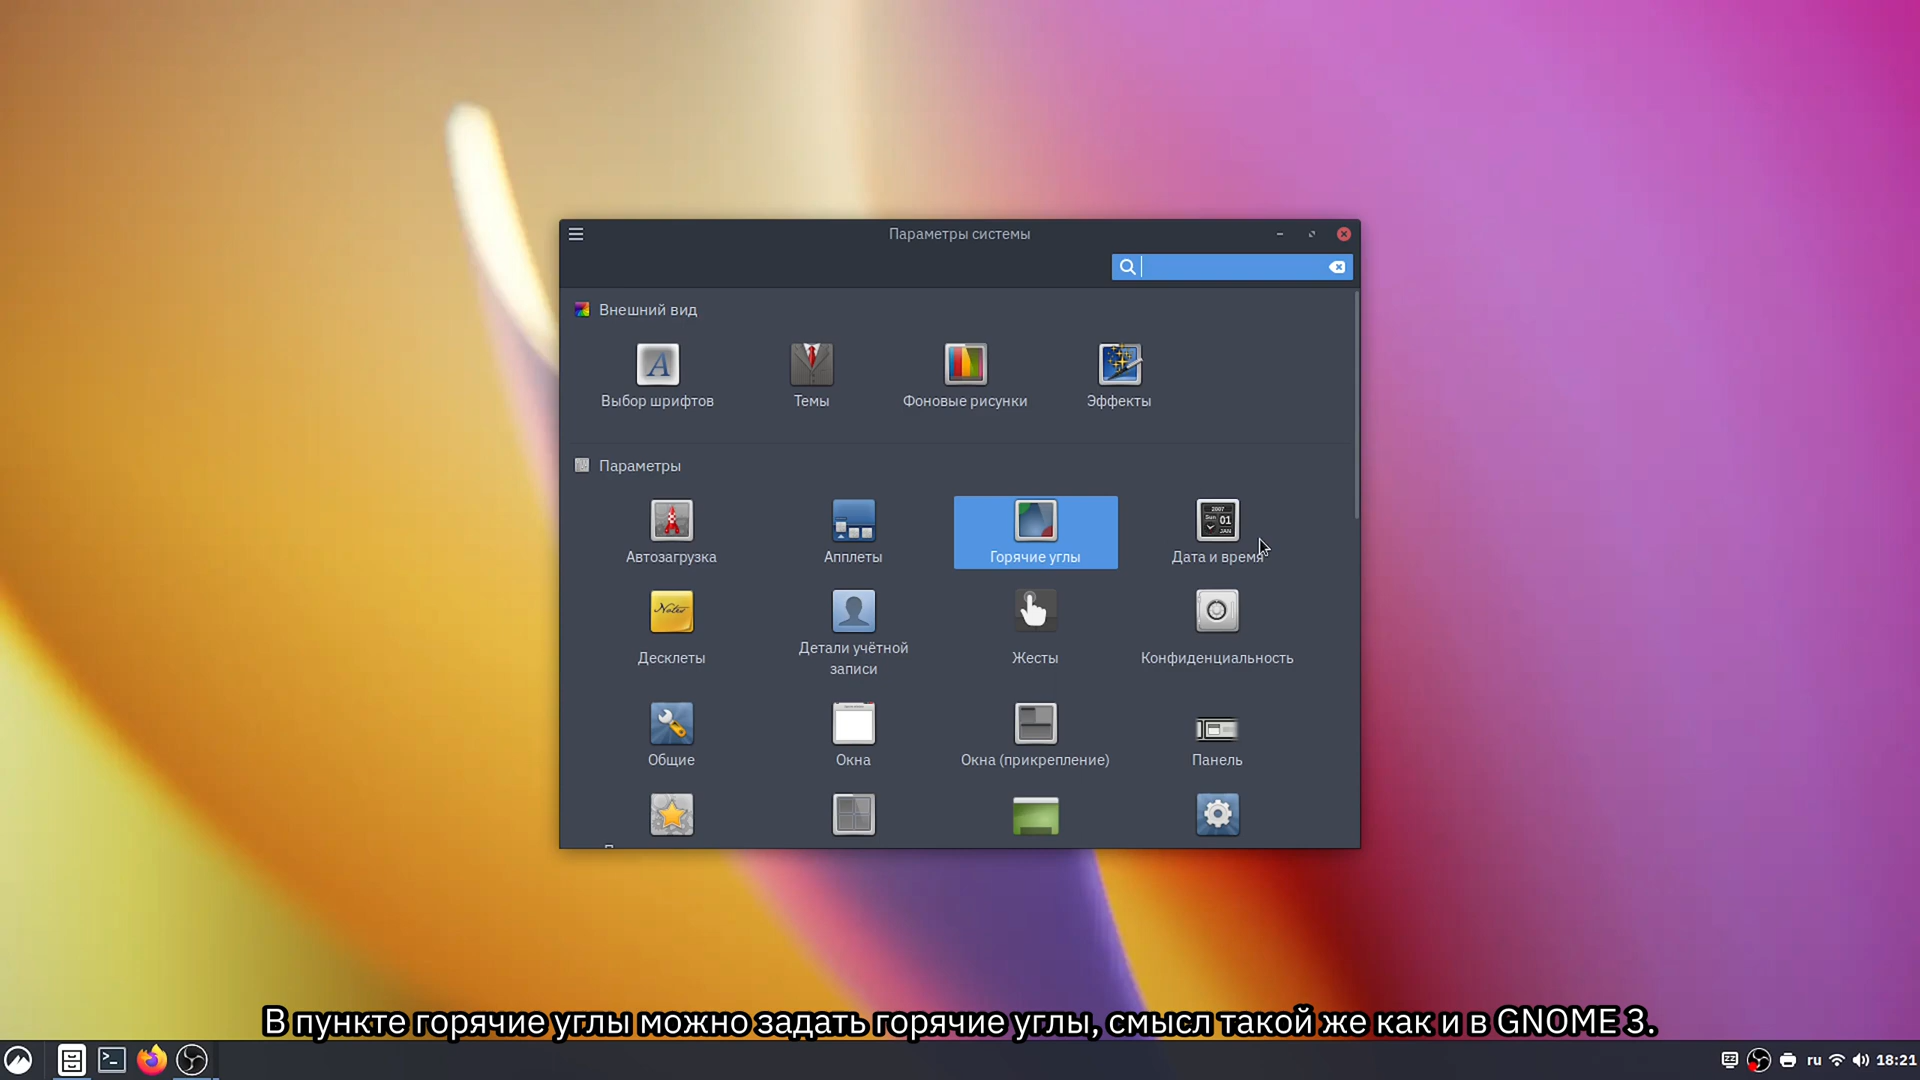 Параметры системы
Внешний вид
Выбор шрифтов
Темы
Фоновые рисунки
Эффекты
Параметры
Автозагрузка
Апплеты
Горячие углы
Дата и время
Десклеты
Детали учётной
записи
Жесты
Конфиденциальность
Общие
Окна
Окна (прикрепление)
Панель
В пункте горячие углы можно задать горячие углы, смысл такой же как и в GNOME 3.
ru
18:21